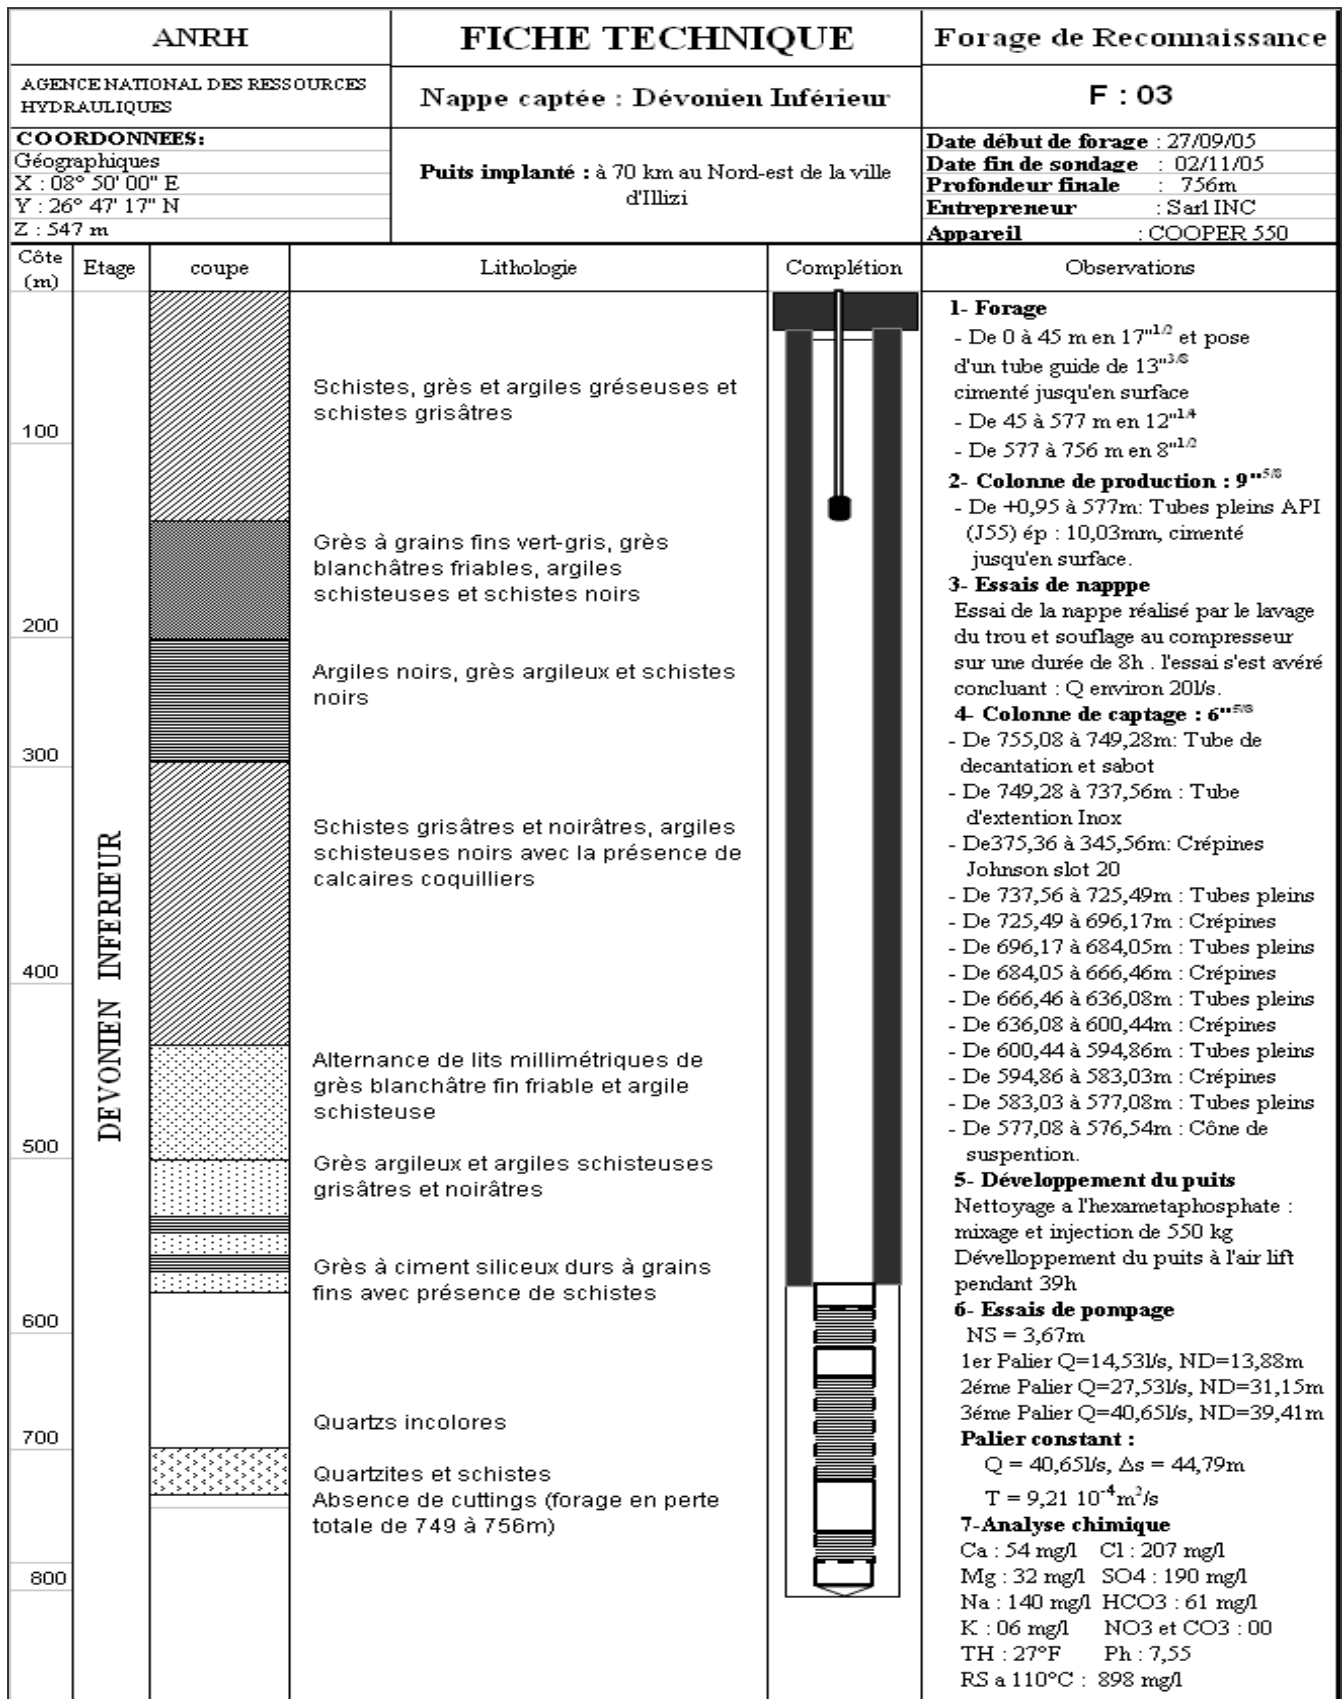 ANRH
FICHE TECHNIQUE
Forage de Reconnaissance
AGENCE NATIONAL DES RESSOURCES
HYDRAULIQUES
Nappe captée : Dévonien Inférieur
F : 03
COORDONNEES:
Géographiques
X : 08° 50' 00" E
Y : 26° 47' 17" N
Z : 547 m
Puits implanté : à 70 km au Nord-est de la ville
d'Illizi
Date début de forage : 27/09/05
Date fin de sondage : 02/11/05
Profondeur finale : 756m
Entrepreneur : Sarl INC
Appareil : COOPER 550
Côte
(m)
Etage
coupe
Lithologie
Complétion
Observations
100
200
300
400
500
600
700
800
DEVONIEN INFERIEUR
Schistes, grès et argiles gréseuses et
schistes grisâtres
Grès à grains fins vert-gris, grès
blanchâtres friables, argiles
schisteuses et schistes noirs
Argiles noirs, grès argileux et schistes
noirs
Schistes grisâtres et noirâtres, argiles
schisteuses noirs avec la présence de
calcaires coquilliers
Alternance de lits millimétriques de
grès blanchâtre fin friable et argile
schisteuse
Grès argileux et argiles schisteuses
grisâtres et noirâtres
Grès à ciment siliceux durs à grains
fins avec présence de schistes
Quartzs incolores
Quartzites et schistes
Absence de cuttings (forage en perte
totale de 749 à 756m)
1- Forage
- De 0 à 45 m en 17"1/2 et pose
d'un tube guide de 13"3/8
cimenté jusqu'en surface
- De 45 à 577 m en 12"1/4
- De 577 à 756 m en 8"1/2
2- Colonne de production : 9"5/8
- De +0,95 à 577m: Tubes pleins API
(J55) ép : 10,03mm, cimenté
jusqu'en surface.
3- Essais de napppe
Essai de la nappe réalisé par le lavage
du trou et souflage au compresseur
sur une durée de 8h . l'essai s'est avéré
concluant : Q environ 20l/s.
4- Colonne de captage : 6"5/8
- De 755,08 à 749,28m: Tube de
decantation et sabot
- De 749,28 à 737,56m : Tube
d'extention Inox
- De375,36 à 345,56m: Crépines
Johnson slot 20
- De 737,56 à 725,49m : Tubes pleins
- De 725,49 à 696,17m : Crépines
- De 696,17 à 684,05m : Tubes pleins
- De 684,05 à 666,46m : Crépines
- De 666,46 à 636,08m : Tubes pleins
- De 636,08 à 600,44m : Crépines
- De 600,44 à 594,86m : Tubes pleins
- De 594,86 à 583,03m : Crépines
- De 583,03 à 577,08m : Tubes pleins
- De 577,08 à 576,54m : Cône de
suspention.
5- Développement du puits
Nettoyage a l'hexametaphosphate :
mixage et injection de 550 kg
Dévelloppement du puits à l'air lift
pendant 39h
6- Essais de pompage
NS = 3,67m
1er Palier Q=14,53l/s, ND=13,88m
2éme Palier Q=27,53l/s, ND=31,15m
3éme Palier Q=40,65l/s, ND=39,41m
Palier constant :
Q = 40,65l/s, Δs = 44,79m
T = 9,21 10⁻⁴m²/s
7-Analyse chimique
Ca : 54 mg/l Cl : 207 mg/l
Mg : 32 mg/l SO4 : 190 mg/l
Na : 140 mg/l HCO3 : 61 mg/l
K : 06 mg/l NO3 et CO3 : 00
TH : 27°F Ph : 7,55
RS a 110°C : 898 mg/l